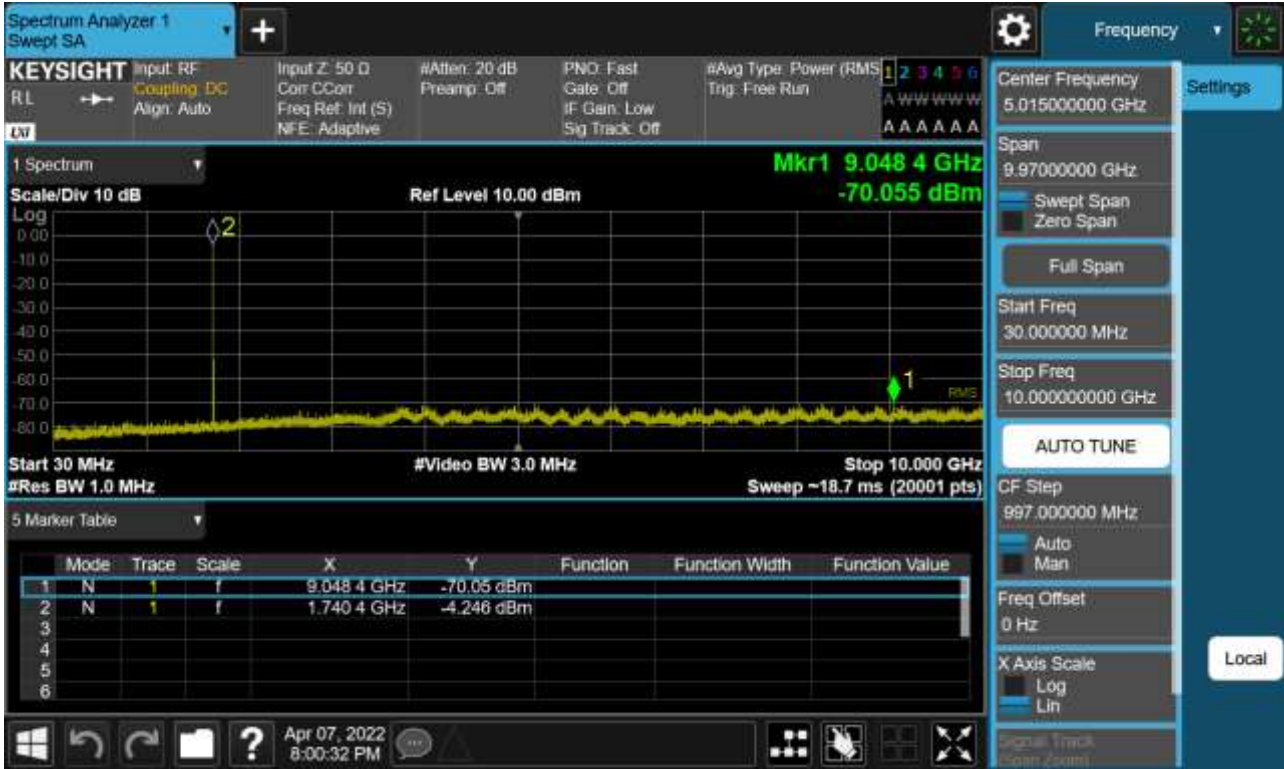 Spectrum Analyzer 1
Swept SA
Frequency
KEYSIGHT
RL
LXI
Input: RF
Coupling: DC
Align: Auto
Input Z: 50 Ω
Corr CCorr
Freq Ref: Int (S)
NFE: Adaptive
#Atten: 20 dB
Preamp: Off
PNO: Fast
Gate: Off
IF Gain: Low
Sig Track: Off
#Avg Type: Power (RMS
Trig: Free Run
1 2 3 4 5 6
A W W W W W
A A A A A A
1 Spectrum
Scale/Div 10 dB
Ref Level 10.00 dBm
Mkr1 9.048 4 GHz
-70.055 dBm
Log
0.00
-10.0
-20.0
-30.0
-40.0
-50.0
-60.0
-70.0
-80.0
2
1
RMS
Start 30 MHz
#Res BW 1.0 MHz
#Video BW 3.0 MHz
Stop 10.000 GHz
Sweep ~18.7 ms (20001 pts)
5 Marker Table
Mode Trace Scale X Y Function Function Width Function Value
1 N 1 f 9.048 4 GHz -70.05 dBm
2 N 1 f 1.740 4 GHz -4.246 dBm
3
4
5
6
Apr 07, 2022
8:00:32 PM
Center Frequency
5.015000000 GHz
Span
9.97000000 GHz
Swept Span
Zero Span
Full Span
Start Freq
30.000000 MHz
Stop Freq
10.000000000 GHz
AUTO TUNE
CF Step
997.000000 MHz
Auto
Man
Freq Offset
0 Hz
X Axis Scale
Log
Lin
Signal Track
(Span Zoom)
Settings
Local